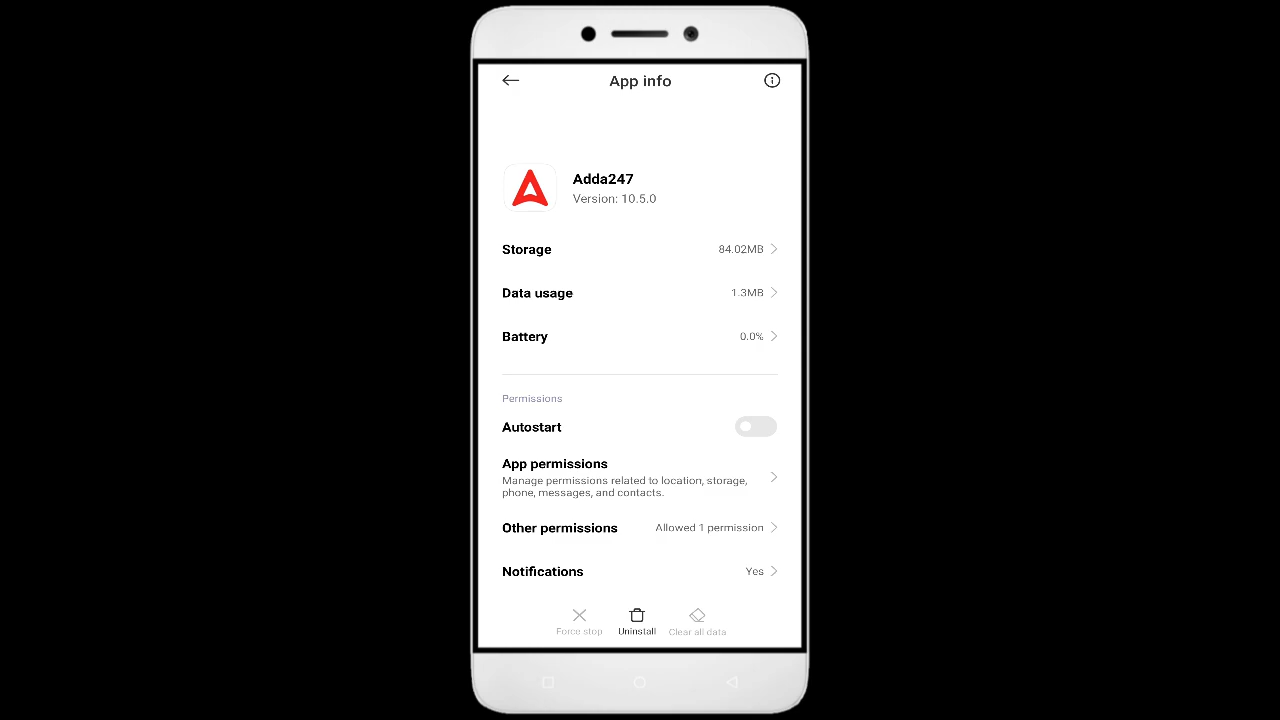 App info
Adda247
Version: 10.5.0
Storage 84.02MB
Data usage 1.3MB
Battery 0.0%
Permissions
Autostart
App permissions
Manage permissions related to location, storage,
phone, messages, and contacts.
Other permissions Allowed 1 permission
Notifications Yes
Force stop Uninstall Clear all data